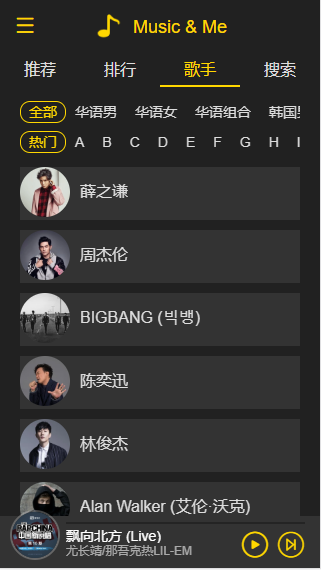 Music & Me
推荐 排行 歌手 搜索
全部 华语男 华语女 华语组合 韩国
热门 A B C D E F G H I
薛之谦
周杰伦
BIGBANG (빅뱅)
陈奕迅
林俊杰
Alan Walker (艾伦·沃克)
飘向北方 (Live)
尤长靖/那吾克热LIL-EM